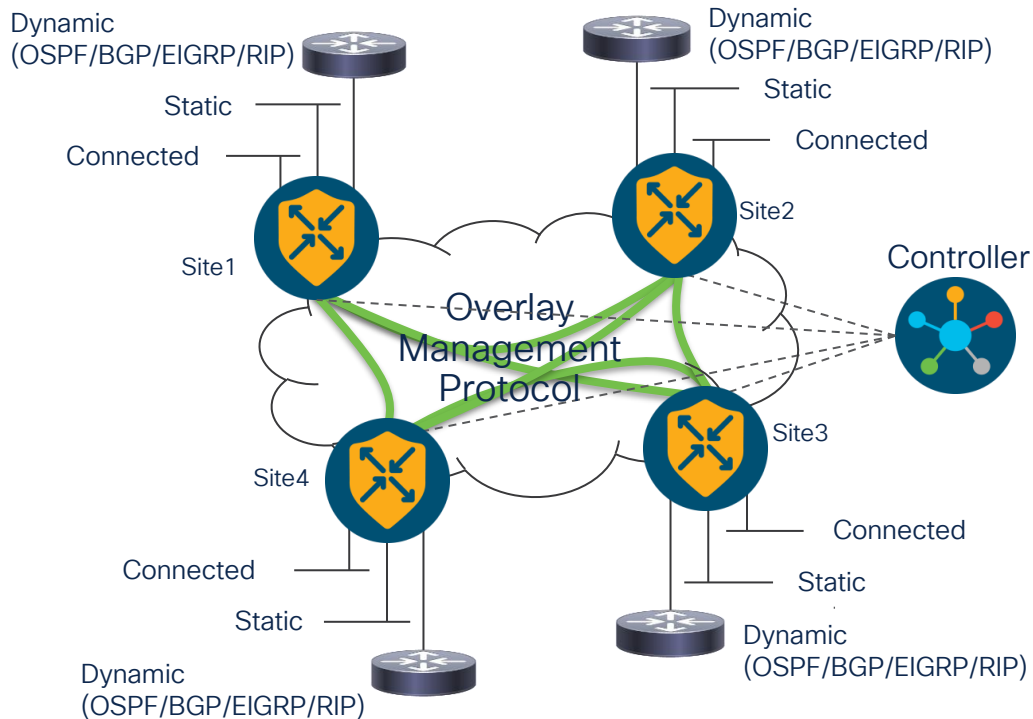 Dynamic
(OSPF/BGP/EIGRP/RIP)
Dynamic
(OSPF/BGP/EIGRP/RIP)
Static
Static
Connected
Connected
Site1
Site2
Controller
Overlay
Management
Protocol
Site4
Site3
Connected
Static
Dynamic
(OSPF/BGP/EIGRP/RIP)
Connected
Static
Dynamic
(OSPF/BGP/EIGRP/RIP)